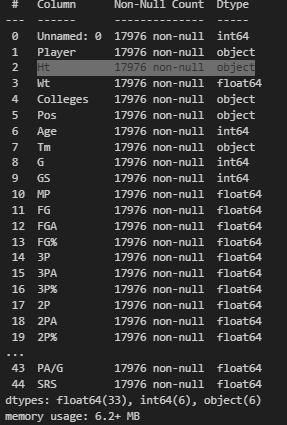 #   Column      Non-Null Count  Dtype
---  ------      --------------  -----
0   Unnamed: 0  17976 non-null  int64
1   Player      17976 non-null  object
2   Ht          17976 non-null  object
3   Wt          17976 non-null  float64
4   Colleges    17976 non-null  object
5   Pos         17976 non-null  object
6   Age         17976 non-null  int64
7   Tm          17976 non-null  object
8   G           17976 non-null  int64
9   GS          17976 non-null  int64
10  MP          17976 non-null  float64
11  FG          17976 non-null  float64
12  FGA         17976 non-null  float64
13  FG%         17976 non-null  float64
14  3P          17976 non-null  float64
15  3PA         17976 non-null  float64
16  3P%         17976 non-null  float64
17  2P          17976 non-null  float64
18  2PA         17976 non-null  float64
19  2P%         17976 non-null  float64
...
43  PA/G        17976 non-null  float64
44  SRS         17976 non-null  float64
dtypes: float64(33), int64(6), object(6)
memory usage: 6.2+ MB